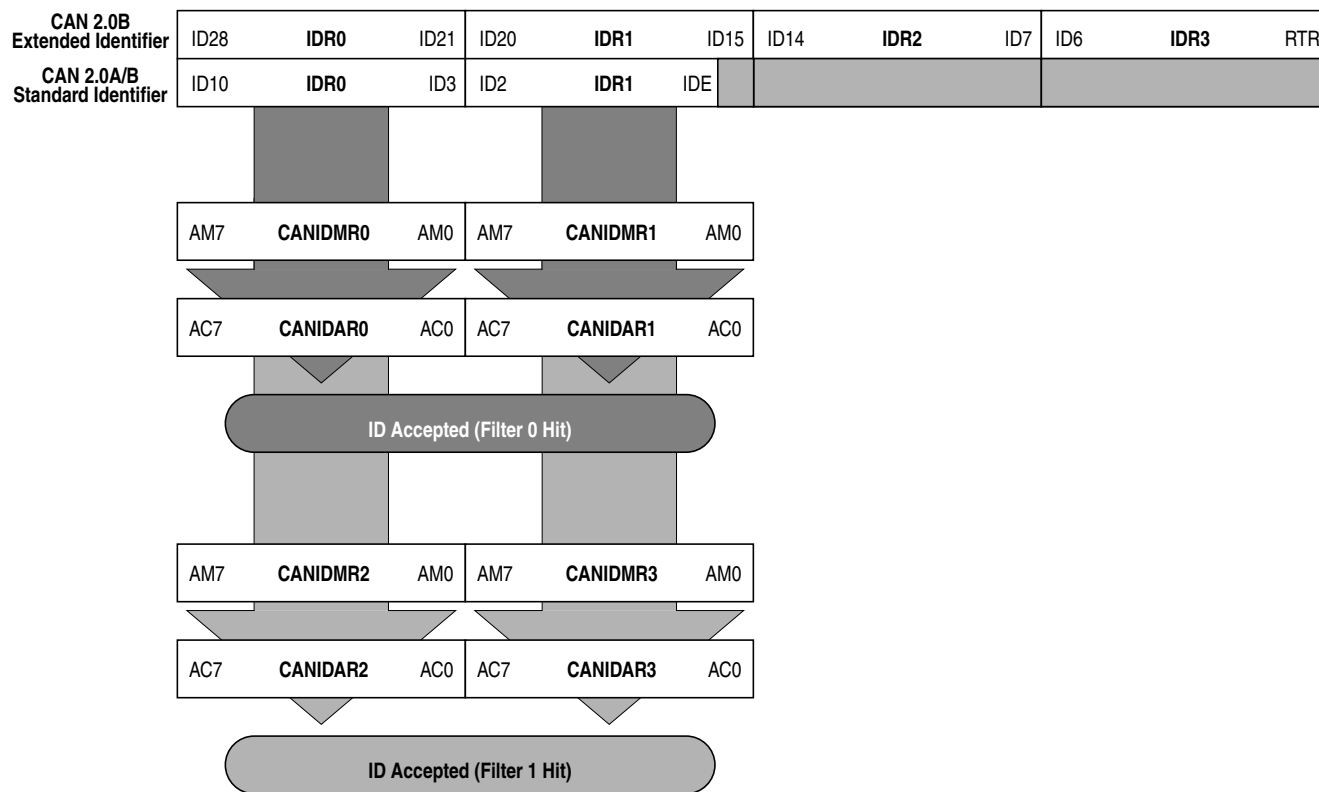 CAN 2.0B
Extended Identifier
ID28 IDR0 ID21 ID20 IDR1 ID15 ID14 IDR2 ID7 ID6 IDR3 RTR
CAN 2.0A/B
Standard Identifier
ID10 IDR0 ID3 ID2 IDR1 IDE
AM7 CANIDMR0 AM0 AM7 CANIDMR1 AM0
AC7 CANIDAR0 AC0 AC7 CANIDAR1 AC0
ID Accepted (Filter 0 Hit)
AM7 CANIDMR2 AM0 AM7 CANIDMR3 AM0
AC7 CANIDAR2 AC0 AC7 CANIDAR3 AC0
ID Accepted (Filter 1 Hit)